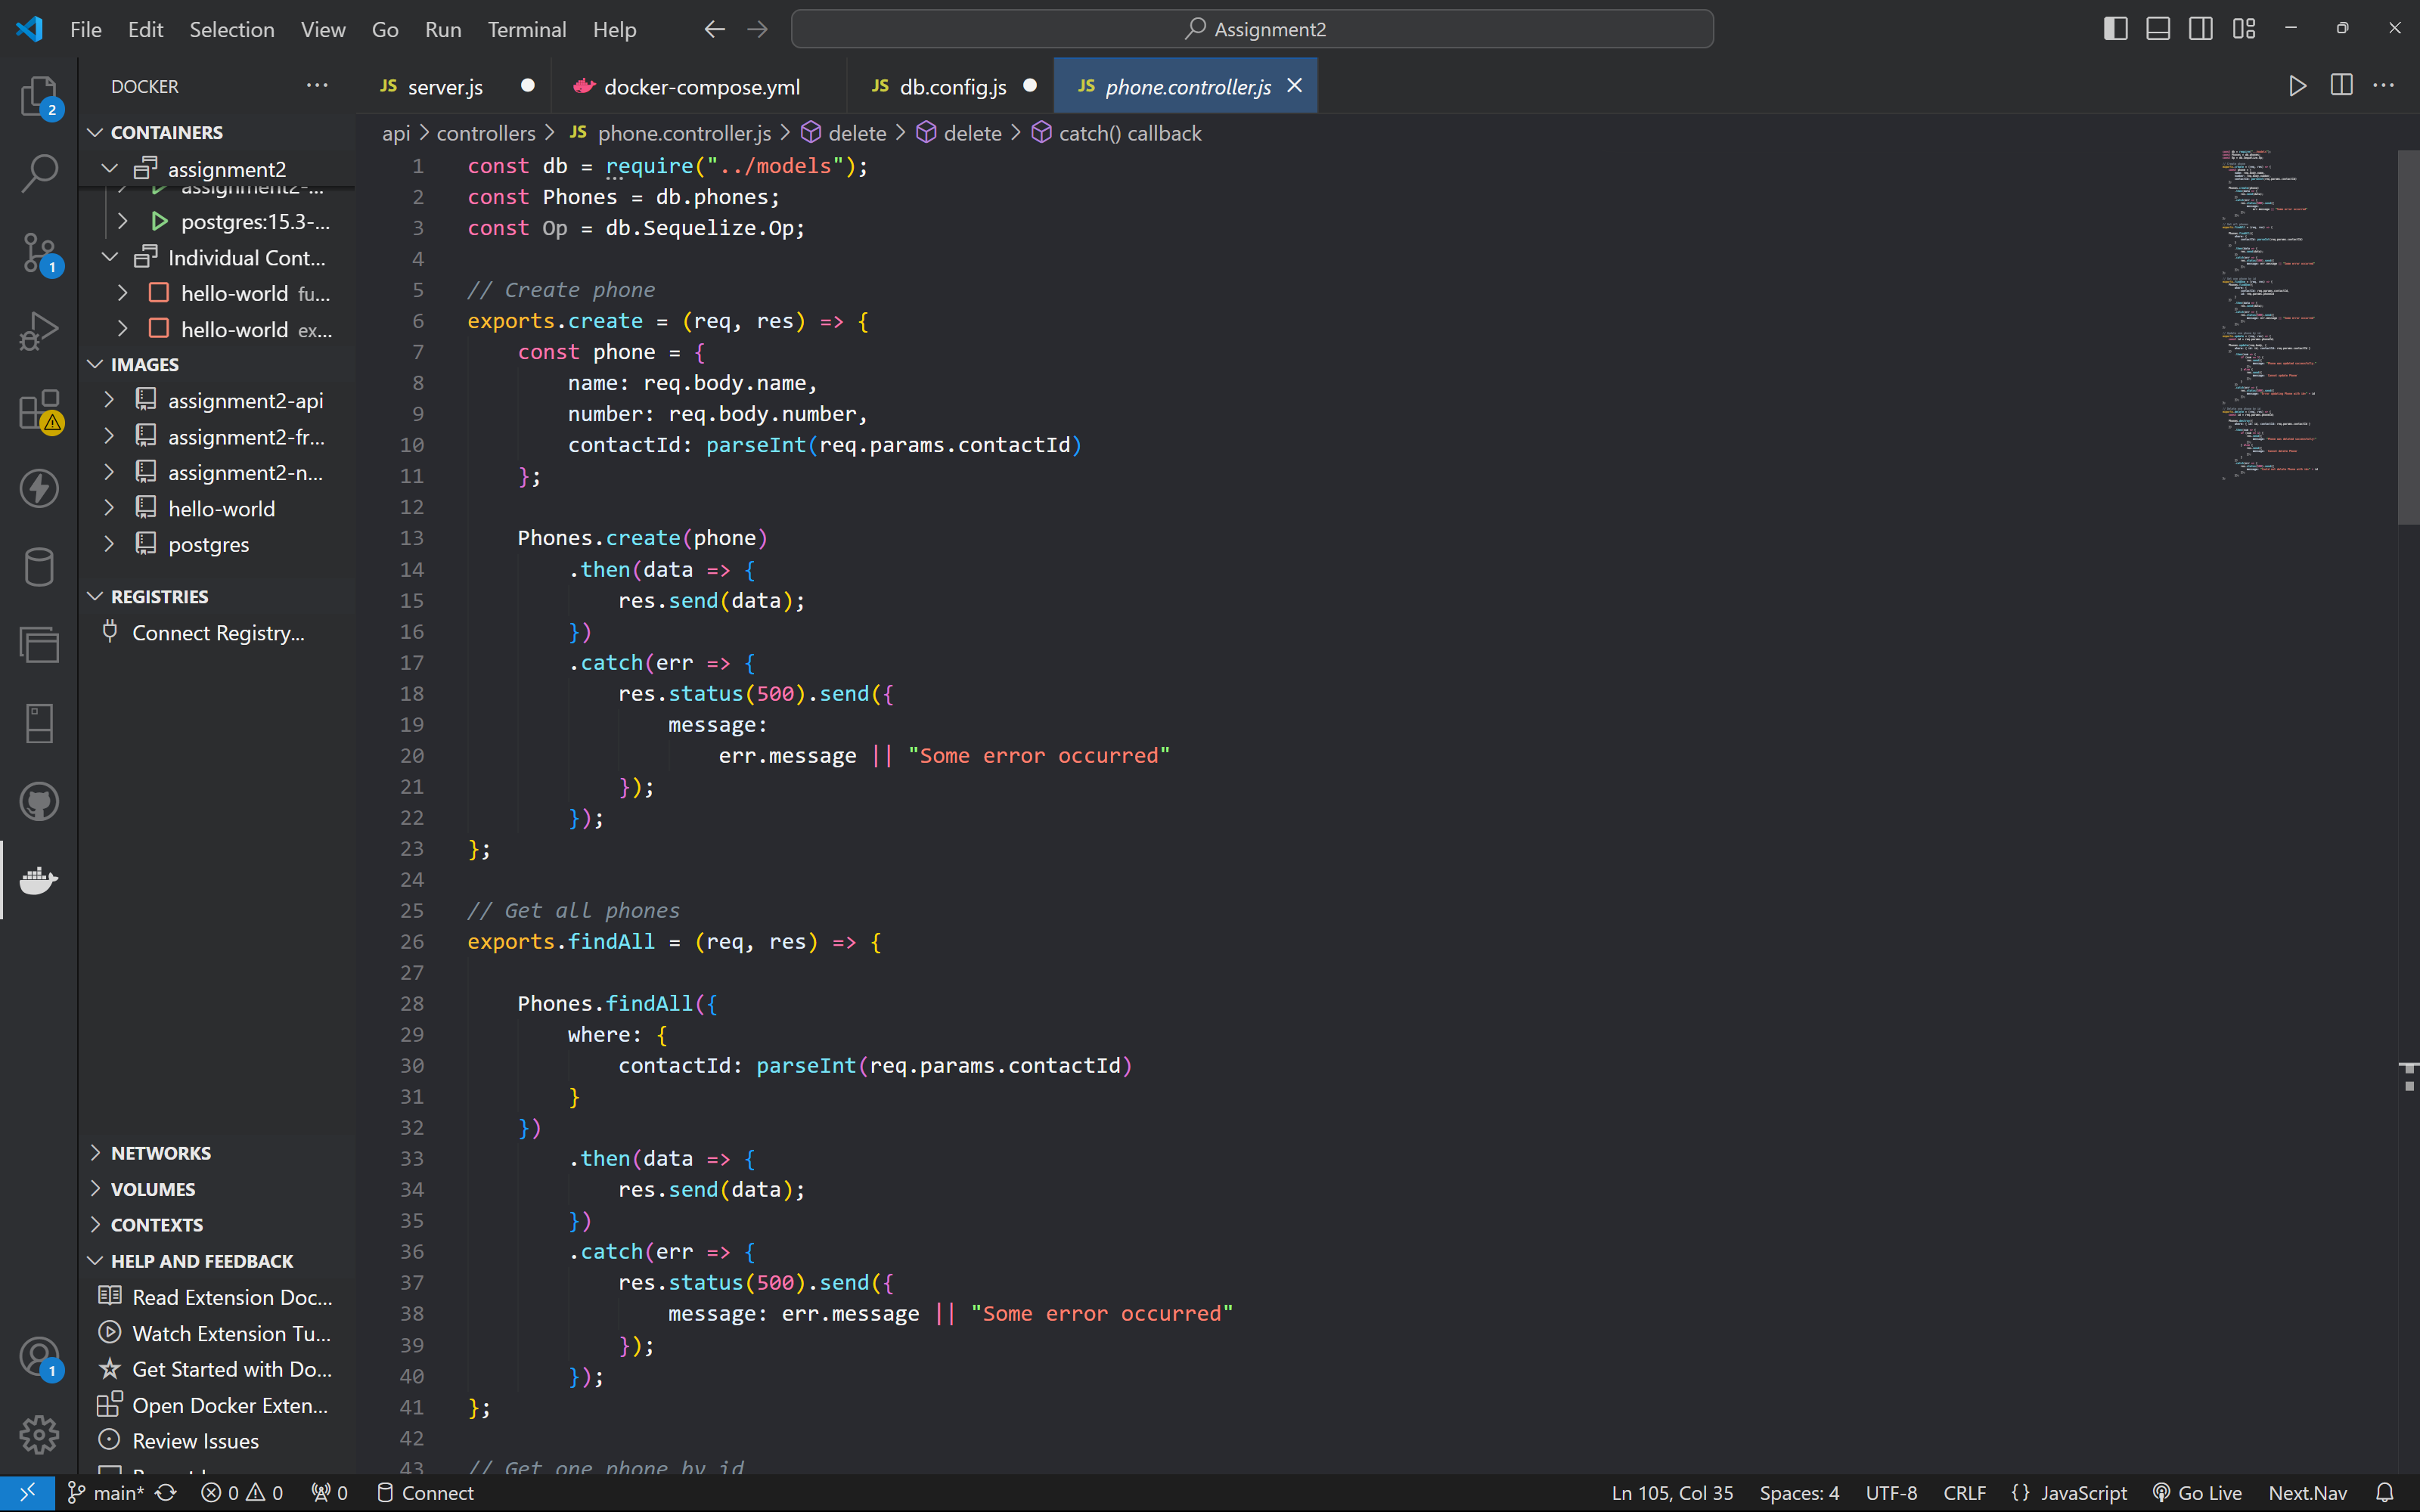 File Edit Selection View Go Run Terminal Help
Assignment2
DOCKER
JS server.js
docker-compose.yml
JS db.config.js
JS phone.controller.js
api > controllers > JS phone.controller.js > delete > delete > catch() callback
CONTAINERS
assignment2
assignment2-...
postgres:15.3-...
Individual Cont...
hello-world fu...
hello-world ex...
IMAGES
assignment2-api
assignment2-fr...
assignment2-n...
hello-world
postgres
REGISTRIES
Connect Registry...
NETWORKS
VOLUMES
CONTEXTS
HELP AND FEEDBACK
Read Extension Doc...
Watch Extension Tu...
Get Started with Do...
Open Docker Exten...
Review Issues
2
1
1
1 const db = require("../models");
2 const Phones = db.phones;
3 const Op = db.Sequelize.Op;
4
5 // Create phone
6 exports.create = (req, res) => {
7 const phone = {
8 name: req.body.name,
9 number: req.body.number,
10 contactId: parseInt(req.params.contactId)
11 };
12
13 Phones.create(phone)
14 .then(data => {
15 res.send(data);
16 })
17 .catch(err => {
18 res.status(500).send({
19 message:
20 err.message || "Some error occurred"
21 });
22 });
23 };
24
25 // Get all phones
26 exports.findAll = (req, res) => {
27
28 Phones.findAll({
29 where: {
30 contactId: parseInt(req.params.contactId)
31 }
32 })
33 .then(data => {
34 res.send(data);
35 })
36 .catch(err => {
37 res.status(500).send({
38 message: err.message || "Some error occurred"
39 });
40 });
41 };
42
43 // Get one phone by id
main* 0 0 0 Connect
Ln 105, Col 35 Spaces: 4 UTF-8 CRLF {} JavaScript Go Live Next.Nav